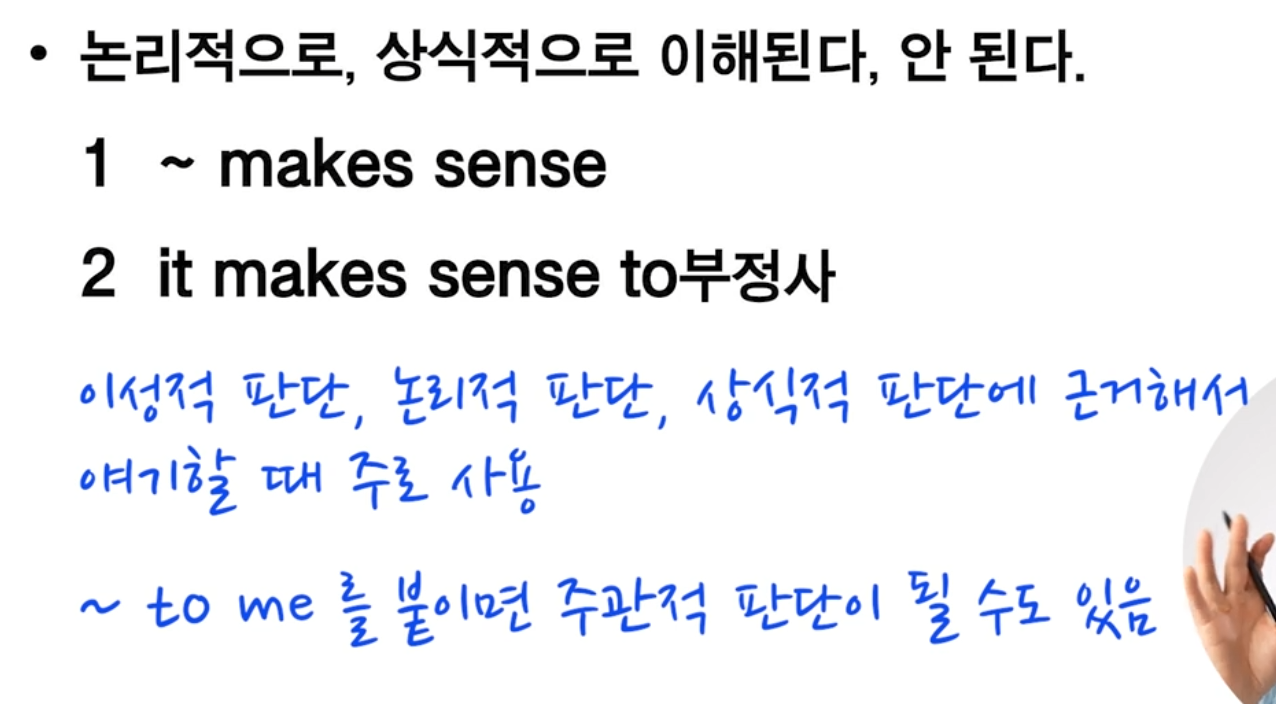 • 논리적으로, 상식적으로 이해된다, 안 된다.
1 ~ makes sense
2 it makes sense to부정사
이성적 판단, 논리적 판단, 상식적 판단에 근거해서
얘기할 때 주로 사용
~ to me 를 붙이면 주관적 판단이 될 수도 있음